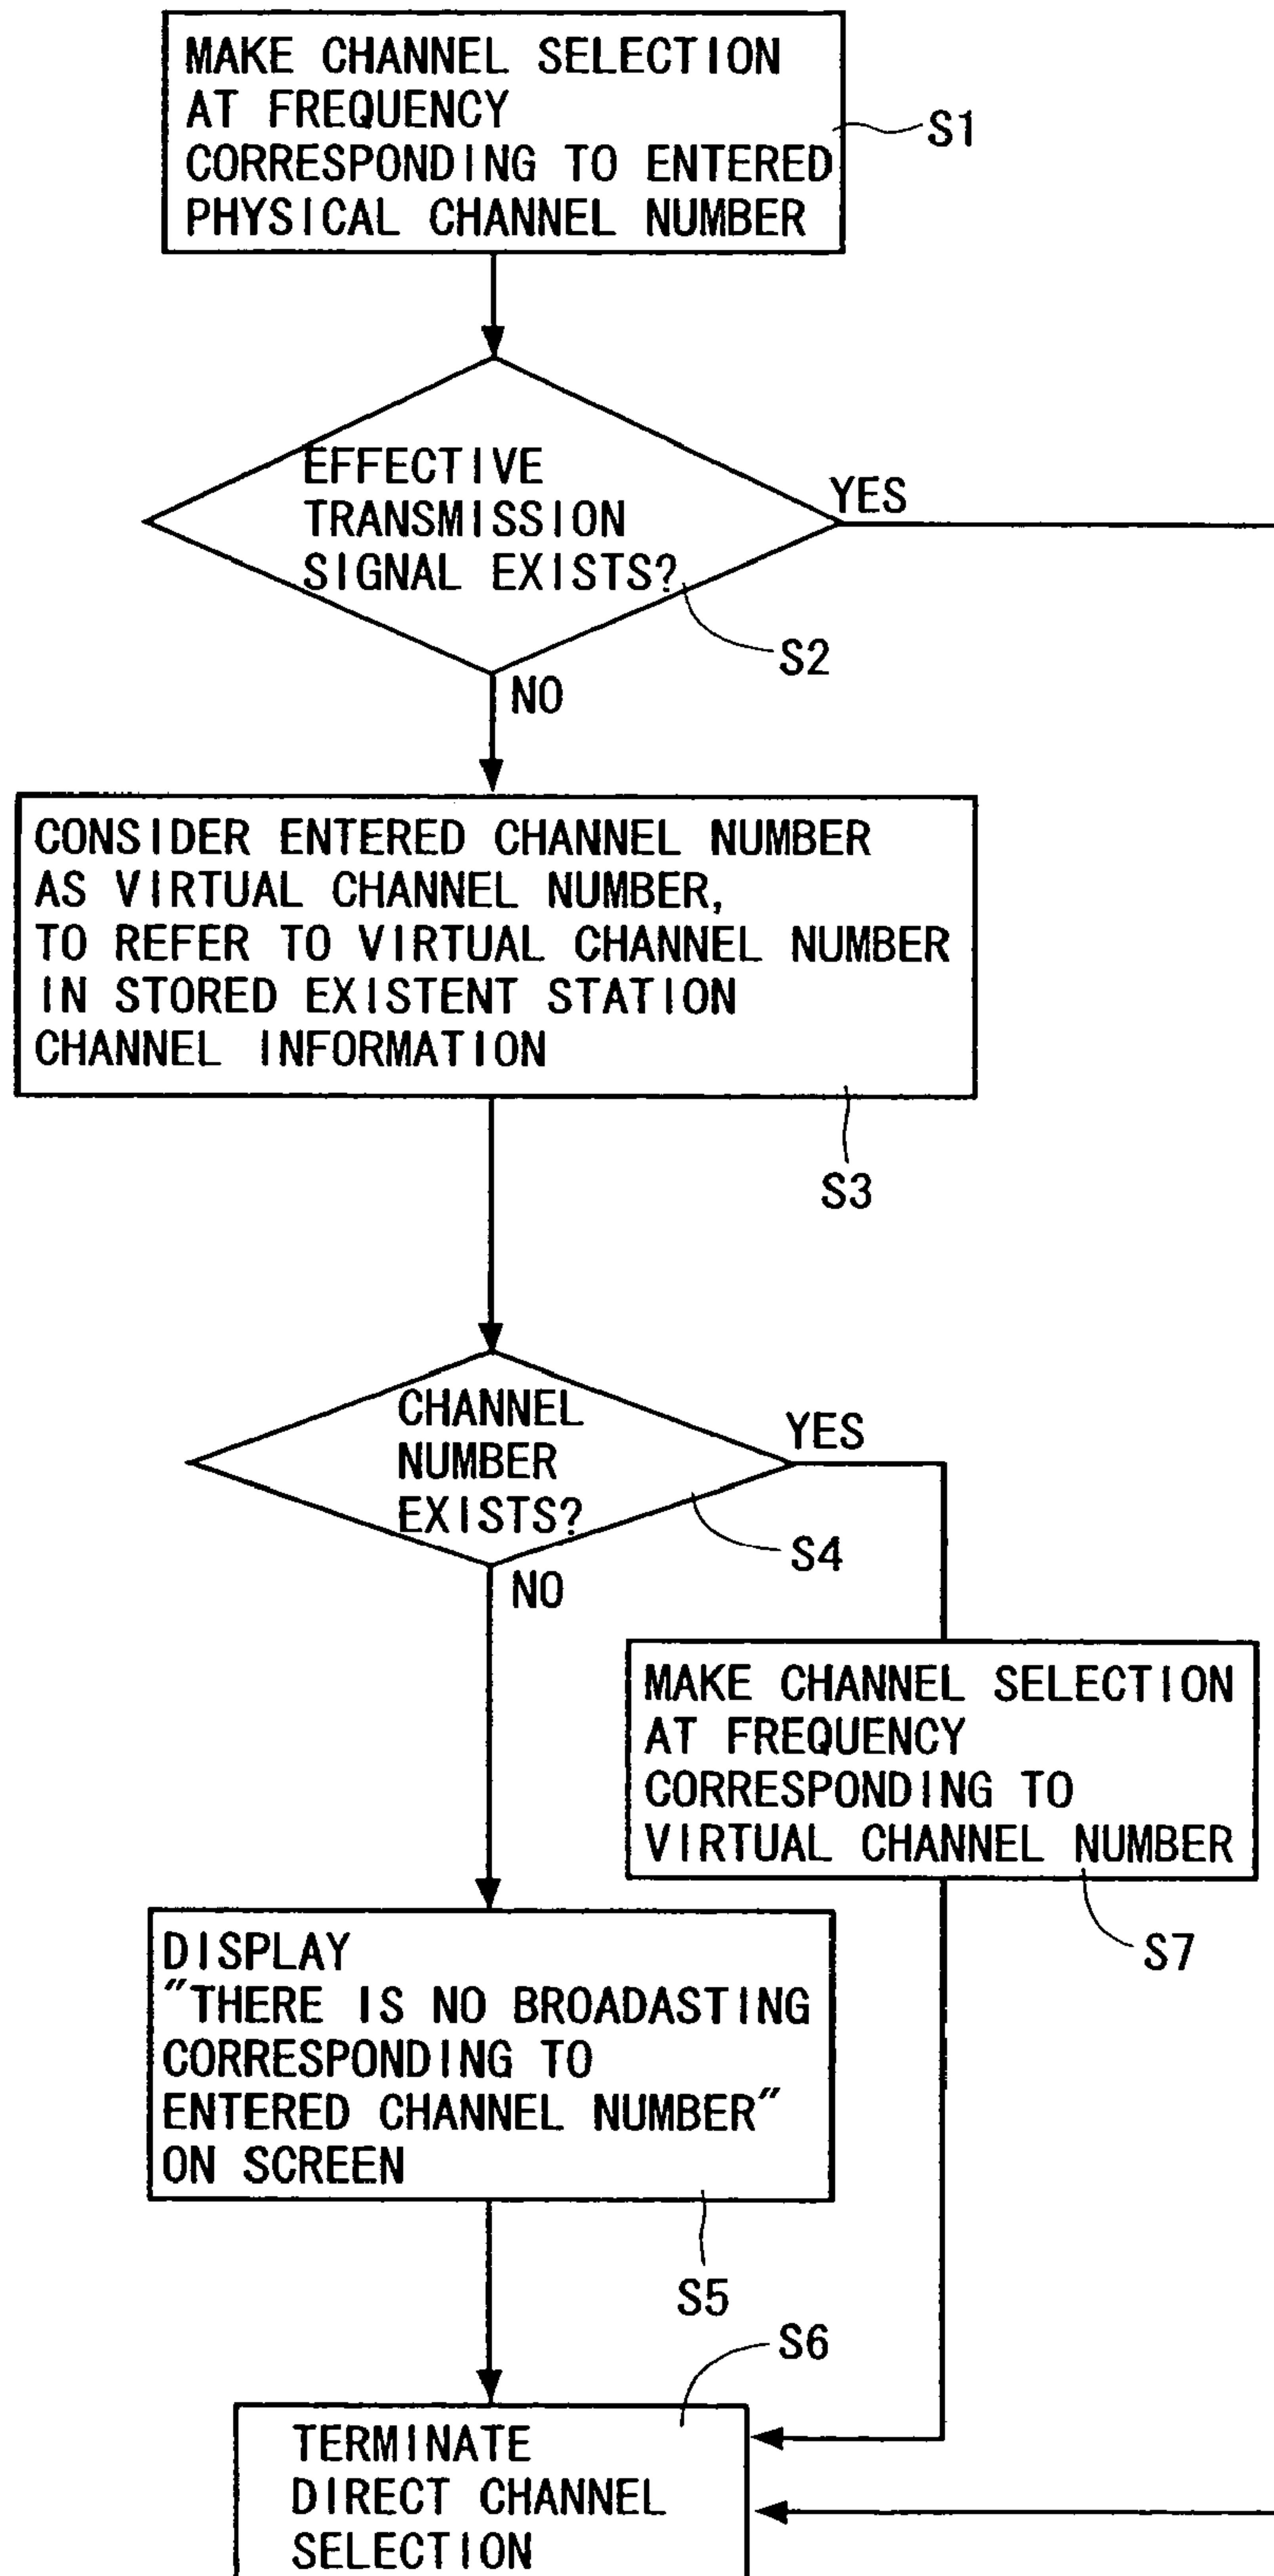 MAKE CHANNEL SELECTION
AT FREQUENCY
CORRESPONDING TO ENTERED
PHYSICAL CHANNEL NUMBER
S1
EFFECTIVE
TRANSMISSION
SIGNAL EXISTS?
YES
S2
NO
CONSIDER ENTERED CHANNEL NUMBER
AS VIRTUAL CHANNEL NUMBER,
TO REFER TO VIRTUAL CHANNEL NUMBER
IN STORED EXISTENT STATION
CHANNEL INFORMATION
S3
CHANNEL
NUMBER
EXISTS?
YES
S4
NO
MAKE CHANNEL SELECTION
AT FREQUENCY
CORRESPONDING TO
VIRTUAL CHANNEL NUMBER
S7
DISPLAY
"THERE IS NO BROADASTING
CORRESPONDING TO
ENTERED CHANNEL NUMBER"
ON SCREEN
S5
S6
TERMINATE
DIRECT CHANNEL
SELECTION